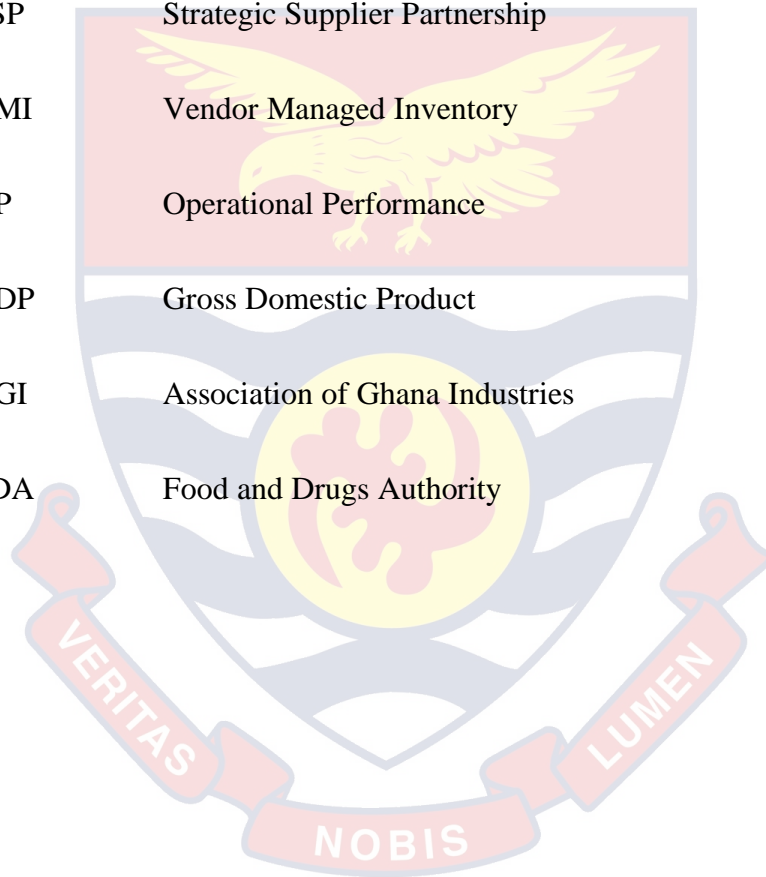 SP Strategic Supplier Partnership
MI Vendor Managed Inventory
P Operational Performance
DP Gross Domestic Product
GI Association of Ghana Industries
DA Food and Drugs Authority
VERITAS
NOBIS
LUMEN